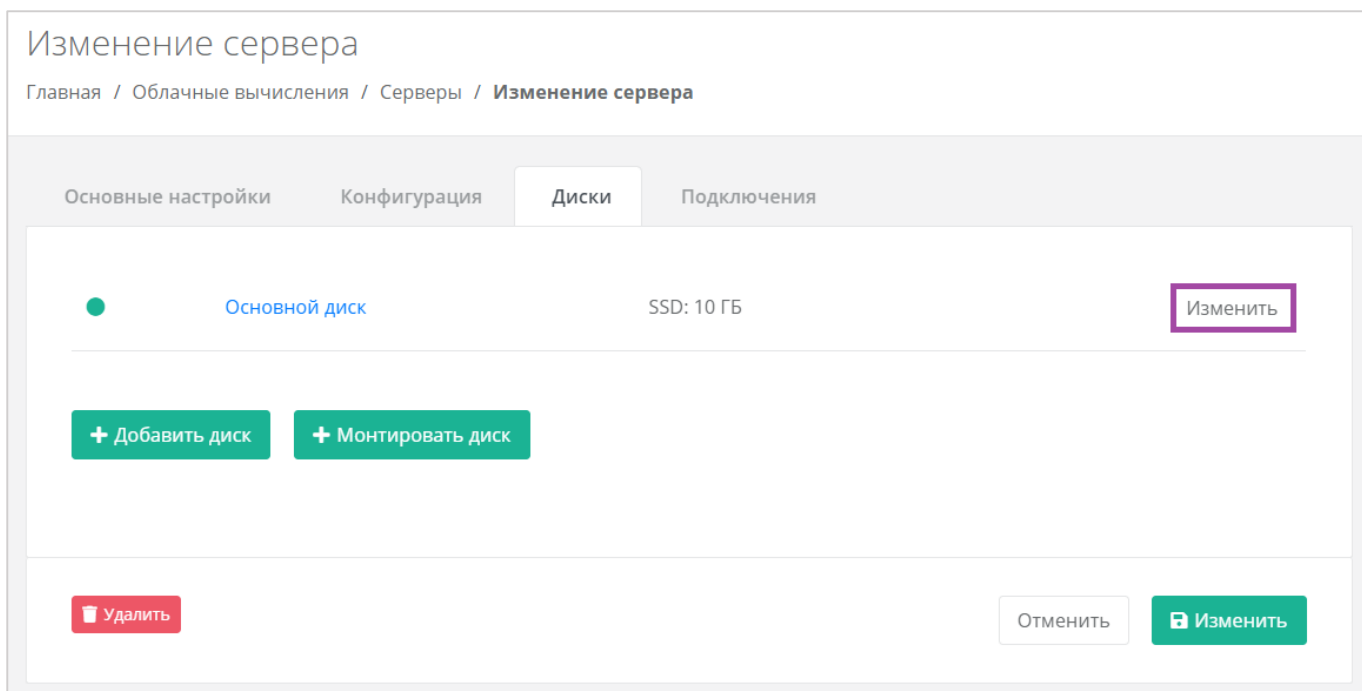 Изменение сервера
Главная / Облачные вычисления / Серверы / Изменение сервера
Основные настройки Конфигурация Диски Подключения
Основной диск SSD: 10 ГБ Изменить
+ Добавить диск + Монтировать диск
Удалить Отменить Изменить